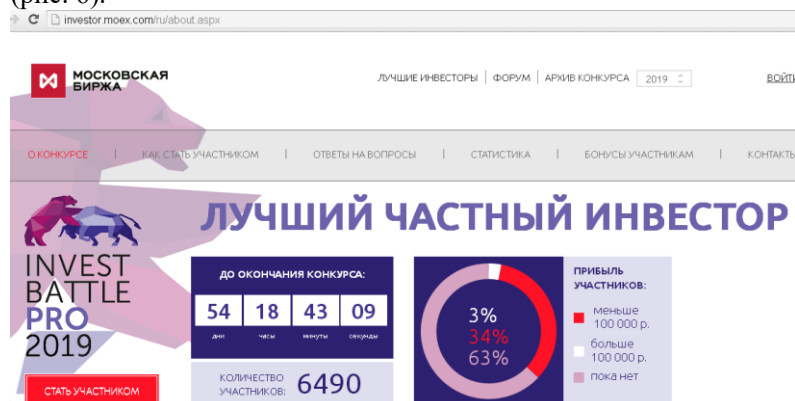 (рис. 6).
investor.moex.com/ru/about.aspx
МОСКОВСКАЯ
БИРЖА
ЛУЧШИЕ ИНВЕСТОРЫ | ФОРУМ | АРХИВ КОНКУРСА 2019
ВОЙТИ
О КОНКУРСЕ | КАК СТАТЬ УЧАСТНИКОМ | ОТВЕТЫ НА ВОПРОСЫ | СТАТИСТИКА | БОНУСЫ УЧАСТНИКАМ | КОНТАКТЫ
ЛУЧШИЙ ЧАСТНЫЙ ИНВЕСТОР
INVEST
BATTLE
PRO
2019
СТАТЬ УЧАСТНИКОМ
ДО ОКОНЧАНИЯ КОНКУРСА:
54 18 43 09
дни часы минуты секунды
КОЛИЧЕСТВО
УЧАСТНИКОВ: 6490
3%
34%
63%
ПРИБЫЛЬ
УЧАСТНИКОВ:
меньше
100 000 р.
больше
100 000 р.
пока нет